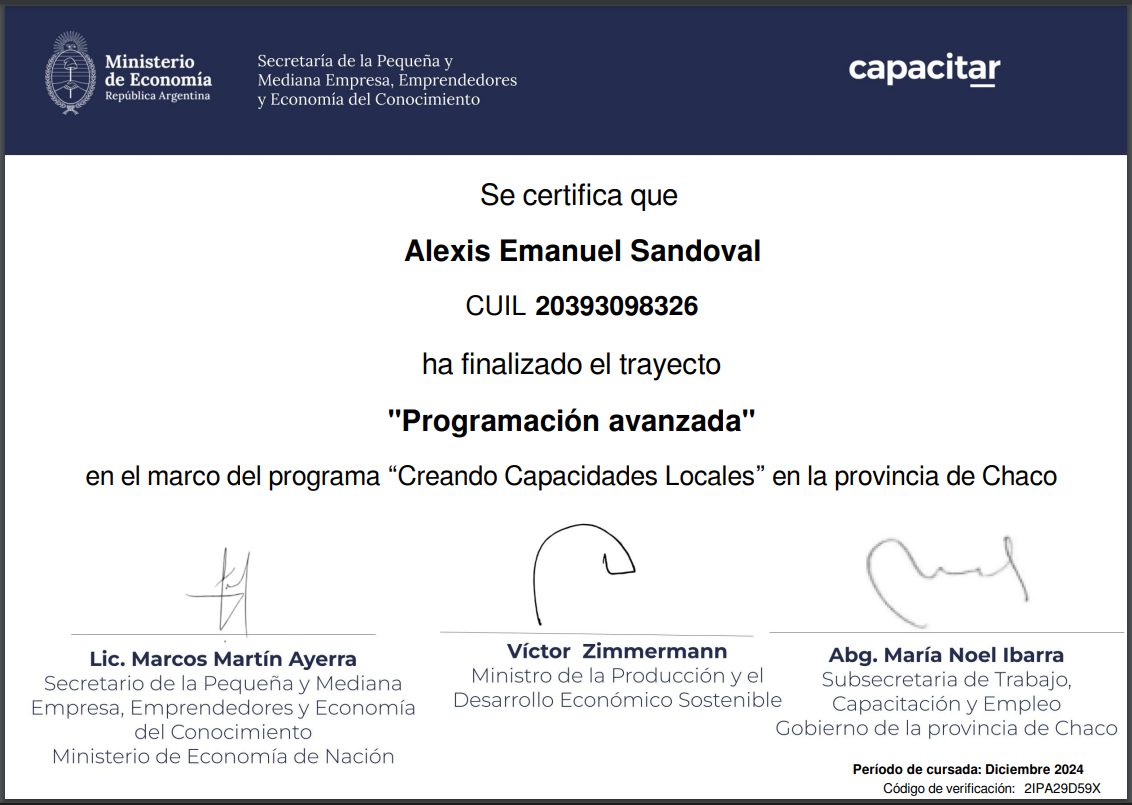 Ministerio
de Economía
República Argentina
Secretaría de la Pequeña y
Mediana Empresa, Emprendedores
y Economía del Conocimiento
capacitar
Se certifica que
Alexis Emanuel Sandoval
CUIL 20393098326
ha finalizado el trayecto
"Programación avanzada"
en el marco del programa “Creando Capacidades Locales” en la provincia de Chaco
Lic. Marcos Martín Ayerra
Secretario de la Pequeña y Mediana
Empresa, Emprendedores y Economía
del Conocimiento
Ministerio de Economía de Nación
Víctor Zimmermann
Ministro de la Producción y el
Desarrollo Económico Sostenible
Abg. María Noel Ibarra
Subsecretaria de Trabajo,
Capacitación y Empleo
Gobierno de la provincia de Chaco
Período de cursada: Diciembre 2024
Código de verificación: 2IPA29D59X